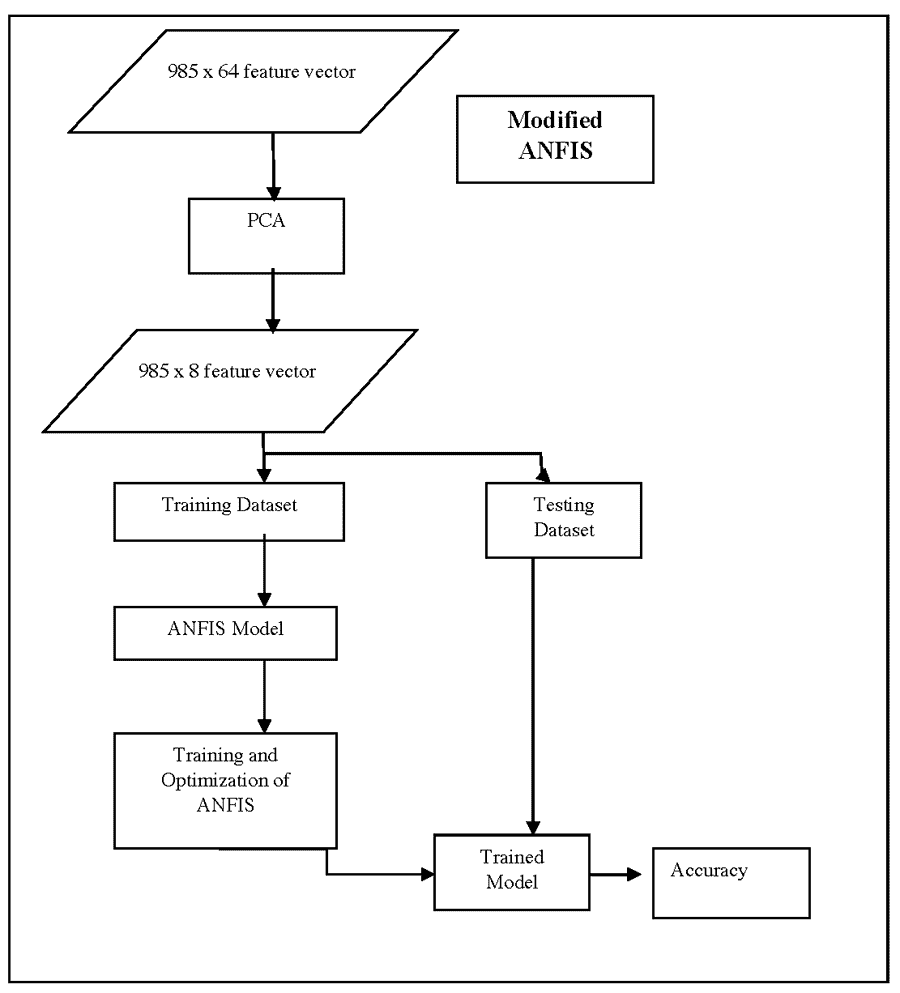 985 x 64 feature vector
Modified
ANFIS
PCA
985 x 8 feature vector
Training Dataset
Testing
Dataset
ANFIS Model
Training and
Optimization of
ANFIS
Trained
Model
Accuracy